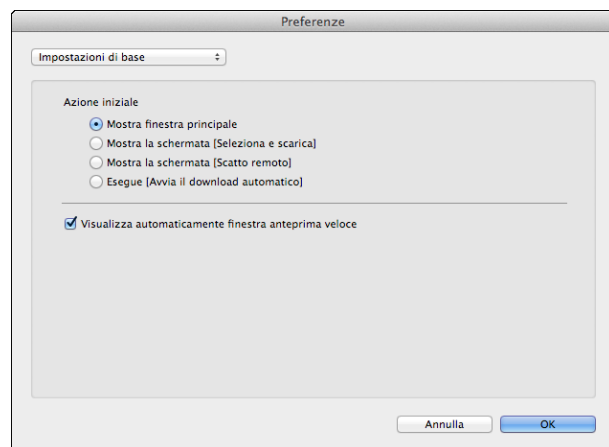 Preferenze
Impostazioni di base
Azione iniziale
Mostra finestra principale
Mostra la schermata [Seleziona e scarica]
Mostra la schermata [Scatto remoto]
Esegue [Avvia il download automatico]
Visualizza automaticamente finestra anteprima veloce
Annulla
OK